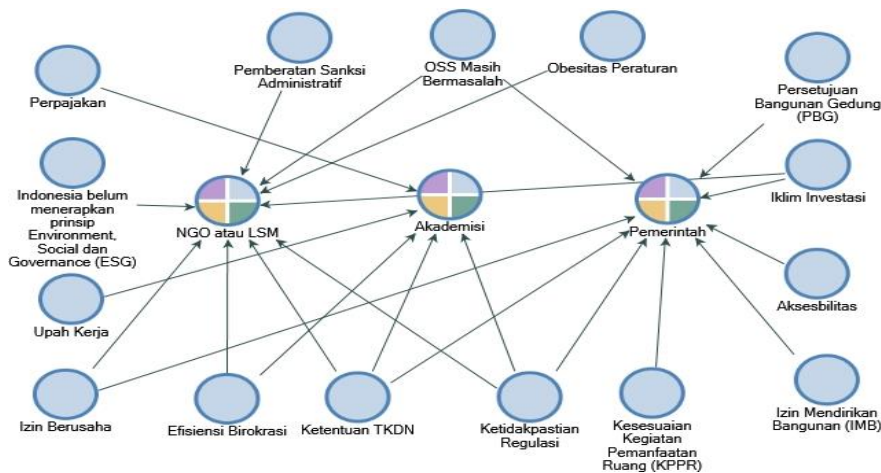 Perpajakan
Pemberatan Sanksi
Administratif
OSS Masih
Bermasalah
Obesitas Peraturan
Persetujuan
Bangunan Gedung
(PBG)
Indonesia belum
menerapkan
prinsip
Environment,
Social dan
Governance (ESG)
NGO atau LSM
Akademisi
Pemerintah
Iklim Investasi
Upah Kerja
Aksesbilitas
Izin Berusaha
Efisiensi Birokrasi
Ketentuan TKDN
Ketidakpastian
Regulasi
Kesesuaian
Kegiatan
Pemanfaatan
Ruang (KPPR)
Izin Mendirikan
Bangunan (IMB)